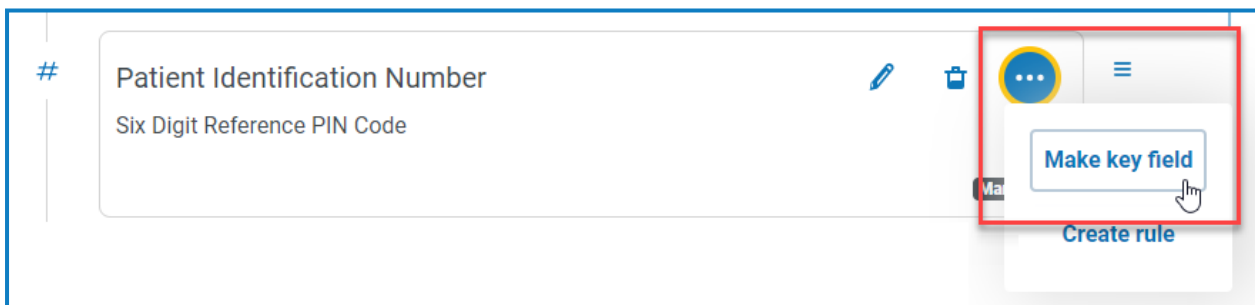 #
Patient Identification Number
Six Digit Reference PIN Code
Make key field
Create rule